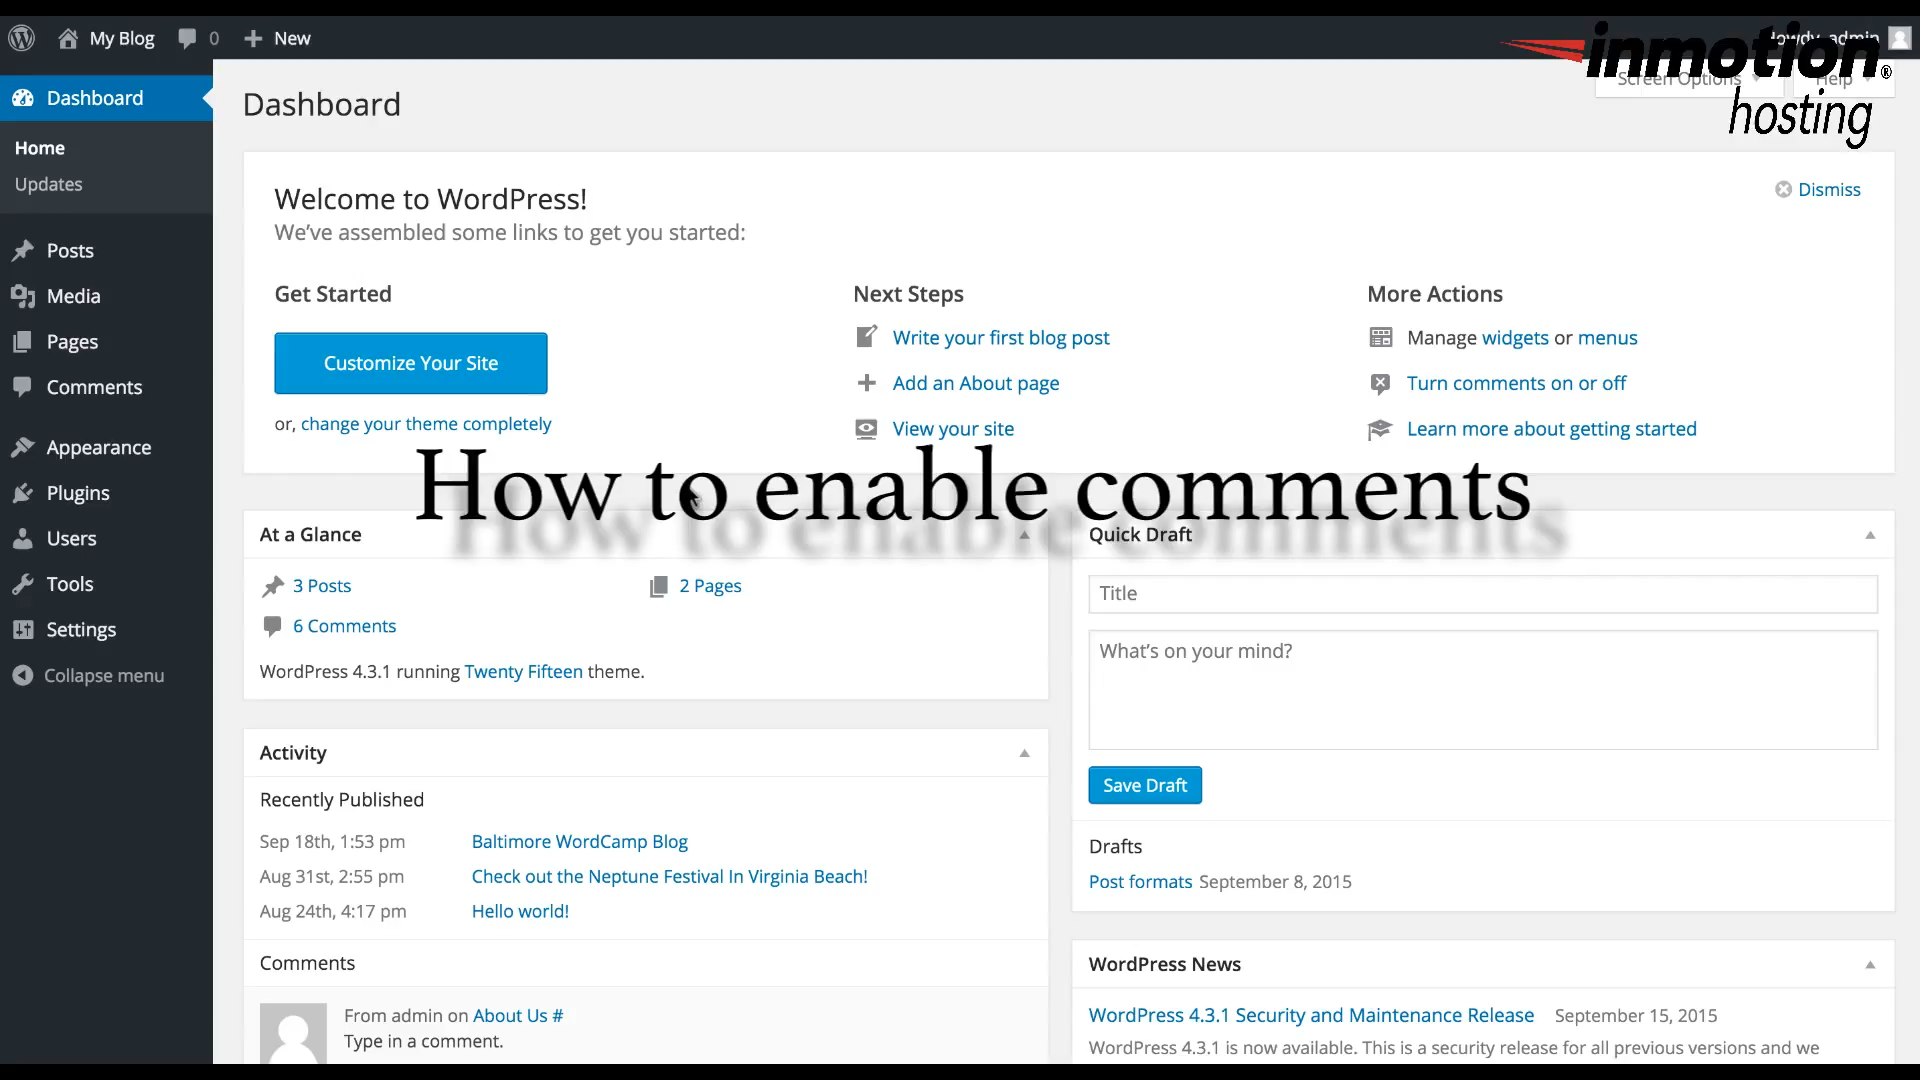 My Blog 0 New Howdy, admin
inmotion®
hosting
Screen Options Help
Dashboard
Home
Updates
Posts
Media
Pages
Comments
Appearance
Plugins
Users
Tools
Settings
Collapse menu
Dashboard
Welcome to WordPress!
Dismiss
We've assembled some links to get you started:
Get Started
Customize Your Site
or, change your theme completely
Next Steps
Write your first blog post
Add an About page
View your site
More Actions
Manage widgets or menus
Turn comments on or off
Learn more about getting started
How to enable comments
At a Glance
3 Posts 2 Pages
6 Comments
WordPress 4.3.1 running Twenty Fifteen theme.
Activity
Recently Published
Sep 18th, 1:53 pm Baltimore WordCamp Blog
Aug 31st, 2:55 pm Check out the Neptune Festival In Virginia Beach!
Aug 24th, 4:17 pm Hello world!
Comments
From admin on About Us #
Type in a comment.
Quick Draft
Title
What's on your mind?
Save Draft
Drafts
Post formats September 8, 2015
WordPress News
WordPress 4.3.1 Security and Maintenance Release September 15, 2015
WordPress 4.3.1 is now available. This is a security release for all previous versions and we